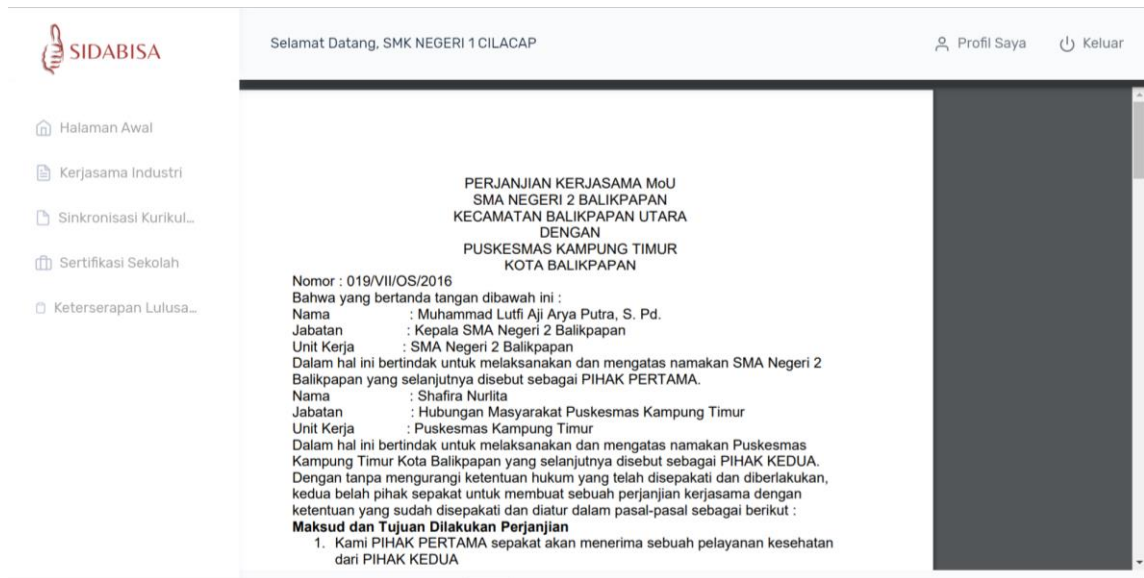 SIDABISA
Selamat Datang, SMK NEGERI 1 CILACAP
Profil Saya
Keluar
Halaman Awal
Kerjasama Industri
Sinkronisasi Kurikul...
Sertifikasi Sekolah
Keterserapan Lulusa...
PERJANJIAN KERJASAMA MoU
SMA NEGERI 2 BALIKPAPAN
KECAMATAN BALIKPAPAN UTARA
DENGAN
PUSKESMAS KAMPUNG TIMUR
KOTA BALIKPAPAN
Nomor : 019/VII/OS/2016
Bahwa yang bertanda tangan dibawah ini :
Nama : Muhammad Lutfi Aji Arya Putra, S. Pd.
Jabatan : Kepala SMA Negeri 2 Balikpapan
Unit Kerja : SMA Negeri 2 Balikpapan
Dalam hal ini bertindak untuk melaksanakan dan mengatas namakan SMA Negeri 2
Balikpapan yang selanjutnya disebut sebagai PIHAK PERTAMA.
Nama : Shafira Nurlita
Jabatan : Hubungan Masyarakat Puskesmas Kampung Timur
Unit Kerja : Puskesmas Kampung Timur
Dalam hal ini bertindak untuk melaksanakan dan mengatas namakan Puskesmas
Kampung Timur Kota Balikpapan yang selanjutnya disebut sebagai PIHAK KEDUA.
Dengan tanpa mengurangi ketentuan hukum yang telah disepakati dan diberlakukan,
kedua belah pihak sepakat untuk membuat sebuah perjanjian kerjasama dengan
ketentuan yang sudah disepakati dan diatur dalam pasal-pasal sebagai berikut :
Maksud dan Tujuan Dilakukan Perjanjian
1. Kami PIHAK PERTAMA sepakat akan menerima sebuah pelayanan kesehatan
dari PIHAK KEDUA